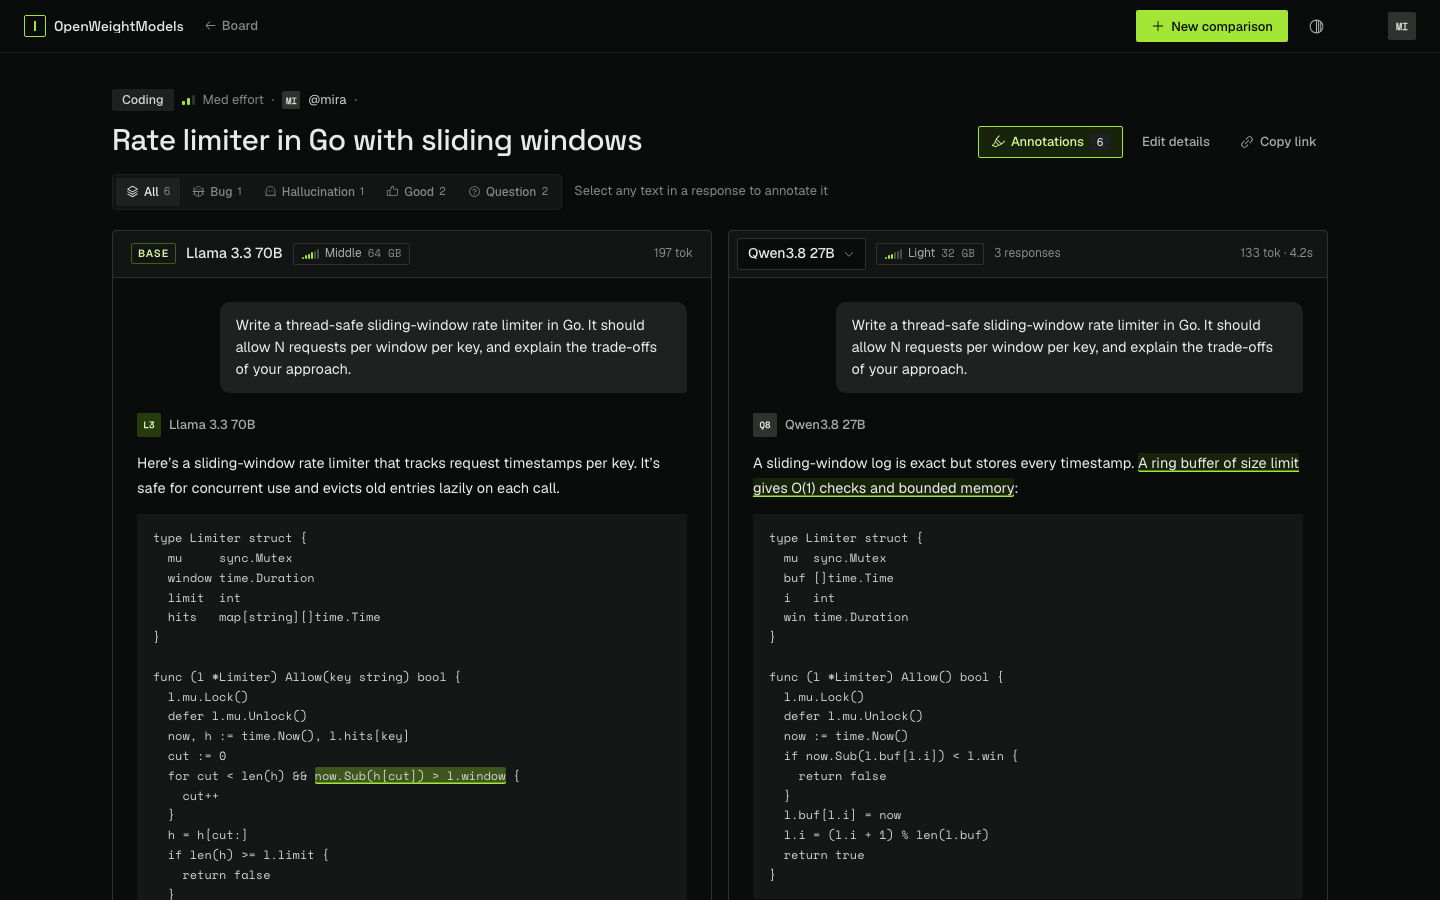 OpenWeightModels
← Board
+ New comparison
MI
Coding
Med effort · MI @mira ·
Rate limiter in Go with sliding windows
Annotations 6
Edit details
Copy link
All 6
Bug 1
Hallucination 1
Good 2
Question 2
Select any text in a response to annotate it
BASE Llama 3.3 70B Middle 64 GB 197 tok
Write a thread-safe sliding-window rate limiter in Go. It should
allow N requests per window per key, and explain the trade-offs
of your approach.
L3 Llama 3.3 70B
Here’s a sliding-window rate limiter that tracks request timestamps per key. It’s
safe for concurrent use and evicts old entries lazily on each call.
type Limiter struct {
  mu     sync.Mutex
  window time.Duration
  limit  int
  hits   map[string][]time.Time
}
func (l *Limiter) Allow(key string) bool {
  l.mu.Lock()
  defer l.mu.Unlock()
  now, h := time.Now(), l.hits[key]
  cut := 0
  for cut < len(h) && now.Sub(h[cut]) > l.window {
    cut++
  }
  h = h[cut:]
  if len(h) >= l.limit {
    return false
  }
Qwen3.8 27B Light 32 GB 3 responses 133 tok · 4.2s
Write a thread-safe sliding-window rate limiter in Go. It should
allow N requests per window per key, and explain the trade-offs
of your approach.
Q8 Qwen3.8 27B
A sliding-window log is exact but stores every timestamp. A ring buffer of size limit
gives O(1) checks and bounded memory:
type Limiter struct {
  mu  sync.Mutex
  buf []time.Time
  i   int
  win time.Duration
}
func (l *Limiter) Allow() bool {
  l.mu.Lock()
  defer l.mu.Unlock()
  now := time.Now()
  if now.Sub(l.buf[l.i]) < l.win {
    return false
  }
  l.buf[l.i] = now
  l.i = (l.i + 1) % len(l.buf)
  return true
}